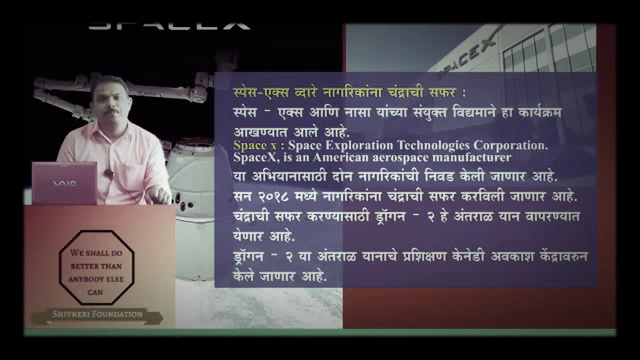 SPACEX
SPACEX
स्पेस-एक्स व्दारे नागरिकांना चंद्राची सफर :
स्पेस - एक्स आणि नासा यांच्या संयुक्त विद्यमाने हा कार्यक्रम
आखण्यात आले आहे.
Space x : Space Exploration Technologies Corporation.
SpaceX, is an American aerospace manufacturer
या अभियानासाठी दोन नागरिकांची निवड केली जाणार आहे.
सन २०१८ मध्ये नागरिकांना चंद्राची सफर करविली जाणार आहे.
चंद्राची सफर करण्यासाठी ड्रॉगन - २ हे अंतराळ यान वापरण्यात
येणार आहे.
ड्रॉगन - २ या अंतराळ यानाचे प्रशिक्षण केनेडी अवकाश केंद्रावरुन
केले जाणार आहे.
VAIO
WE SHALL DO
BETTER THAN
ANYBODY ELSE
CAN
SHIVNERI FOUNDATION